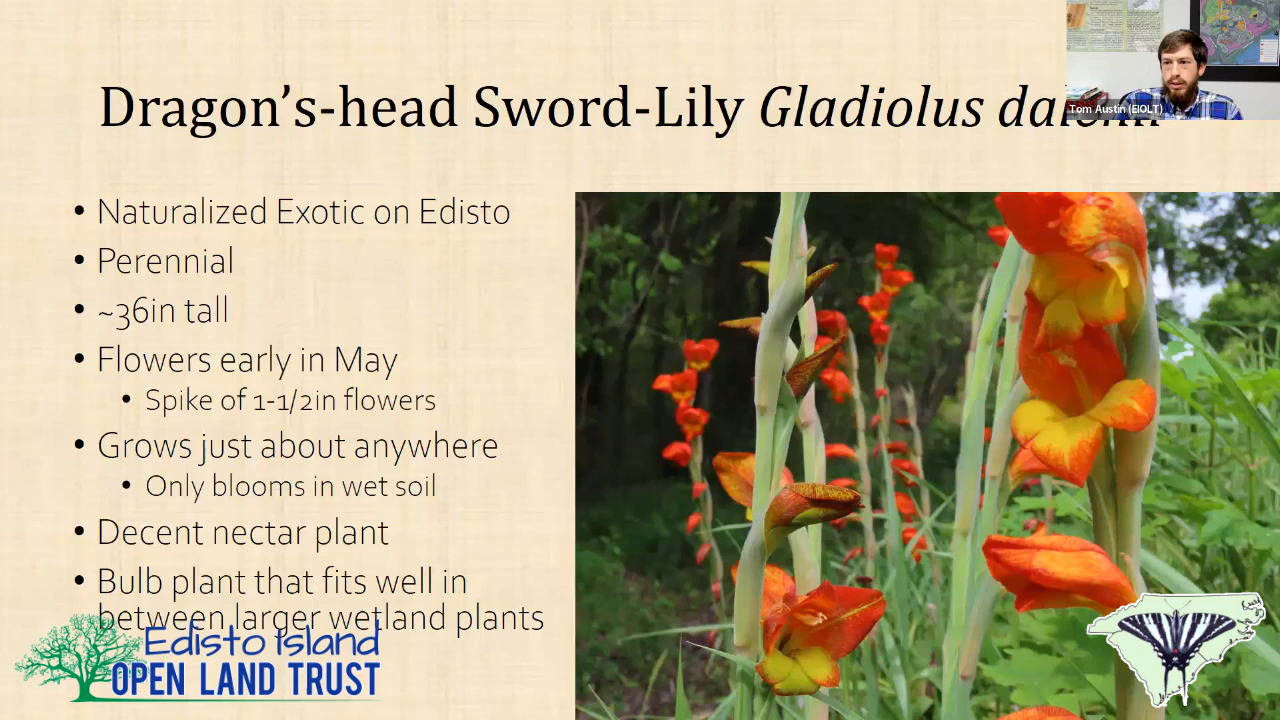 Dragon's-head Sword-Lily Gladiolus
Tom Austin (EIOLT)
• Naturalized Exotic on Edisto
• Perennial
• ~36in tall
• Flowers early in May
• Spike of 1-1/2in flowers
• Grows just about anywhere
• Only blooms in wet soil
• Decent nectar plant
• Bulb plant that fits well in
between larger wetland plants
Edisto Island
OPEN LAND TRUST